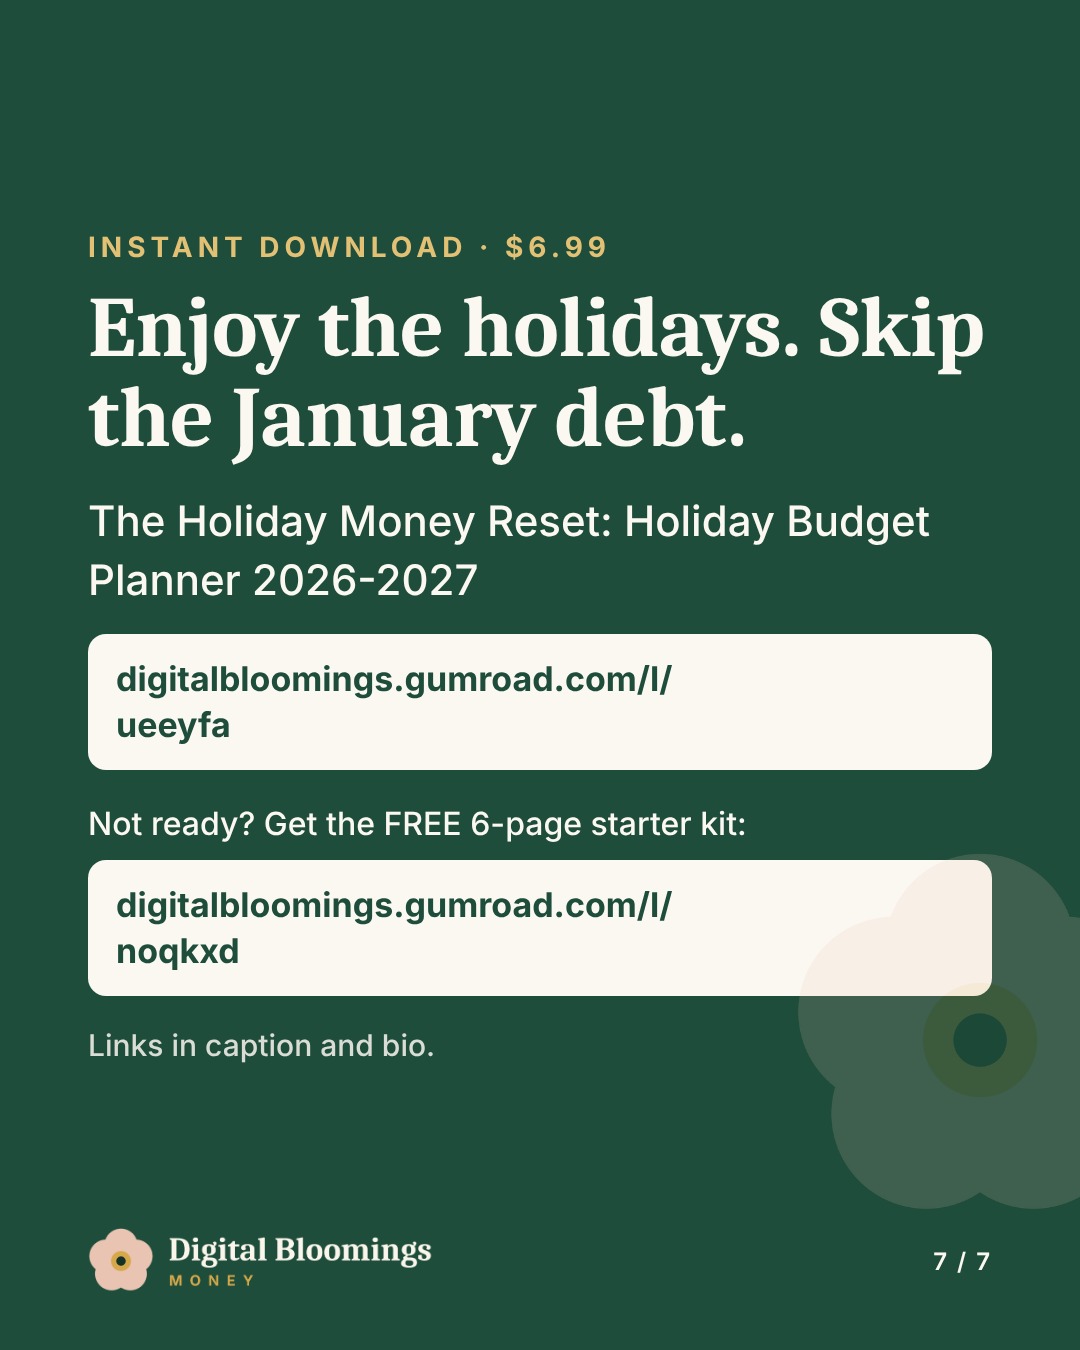 INSTANT DOWNLOAD · $6.99
Enjoy the holidays. Skip
the January debt.
The Holiday Money Reset: Holiday Budget
Planner 2026-2027
digitalbloomings.gumroad.com/l/
ueeyfa
Not ready? Get the FREE 6-page starter kit:
digitalbloomings.gumroad.com/l/
noqkxd
Links in caption and bio.
Digital Bloomings
MONEY
7 / 7